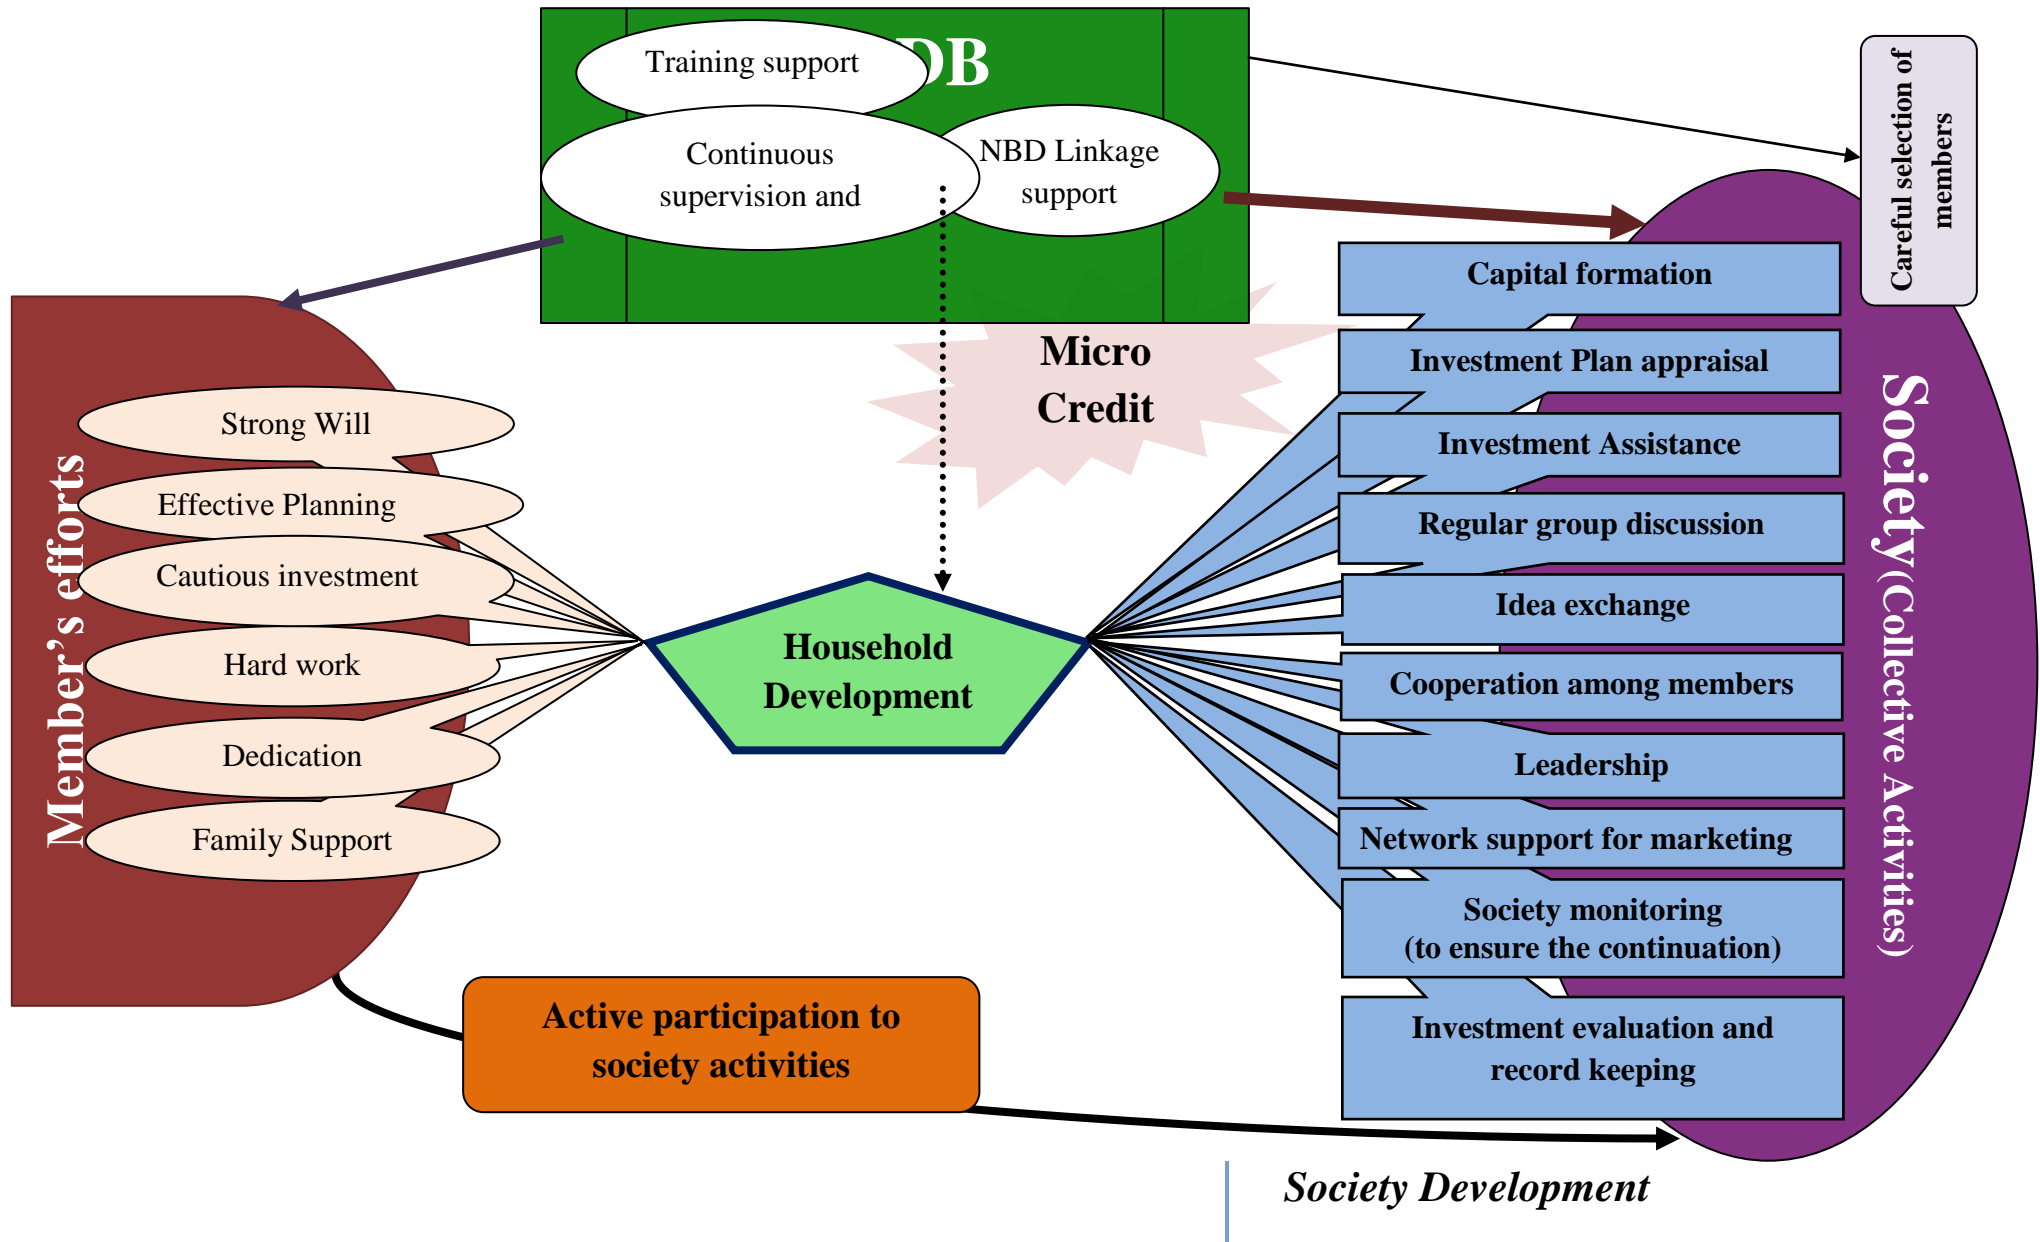 DB
Training support
Continuous
supervision and
NBD Linkage
support
Careful selection of
members
Micro
Credit
Member’s efforts
Strong Will
Effective Planning
Cautious investment
Hard work
Dedication
Family Support
Household
Development
Capital formation
Investment Plan appraisal
Investment Assistance
Regular group discussion
Idea exchange
Cooperation among members
Leadership
Network support for marketing
Society monitoring
(to ensure the continuation)
Investment evaluation and
record keeping
Society(Collective Activities)
Active participation to
society activities
Society Development